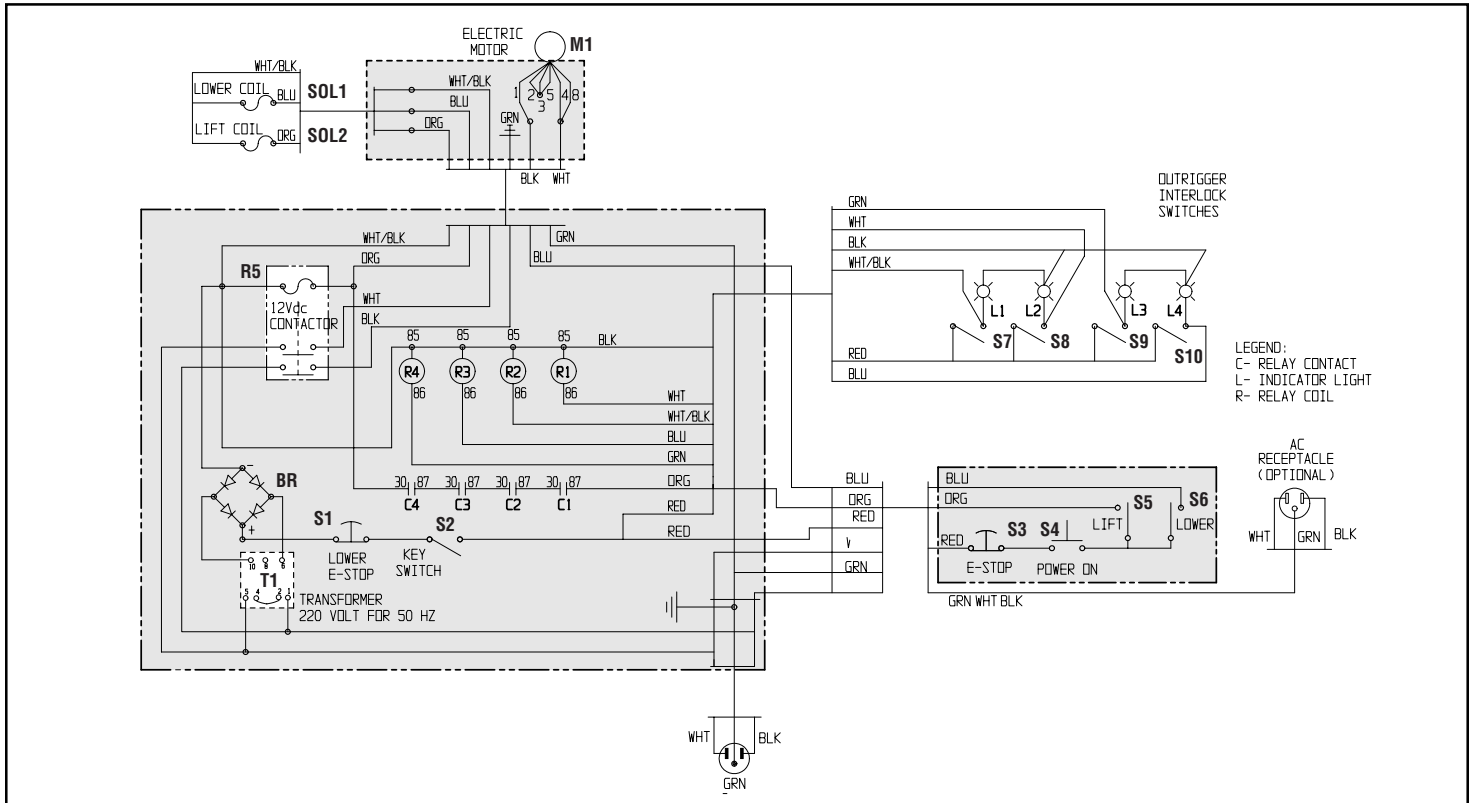 ELECTRIC
MOTOR
M1
WHT/BLK
LOWER COIL
BLU
SOL1
LIFT COIL
ORG
SOL2
WHT/BLK
BLU
ORG
GRN
1
2
3
5
4
8
BLK
WHT
OUTRIGGER
INTERLOCK
SWITCHES
GRN
WHT
BLK
WHT/BLK
L1
L2
L3
L4
S7
S8
S9
S10
RED
BLU
LEGEND:
C- RELAY CONTACT
L- INDICATOR LIGHT
R- RELAY COIL
WHT/BLK
GRN
ORG
BLU
R5
12Vdc
CONTACTOR
WHT
BLK
85
85
85
85
BLK
R4
R3
R2
R1
86
86
86
86
WHT
WHT/BLK
BLU
GRN
30
87
30
87
30
87
30
87
ORG
C4
C3
C2
C1
RED
RED
BR
-
+
S1
LOWER
E-STOP
S2
KEY
SWITCH
10
8
6
T1
5
4
2
1
TRANSFORMER
220 VOLT FOR 50 HZ
BLU
ORG
RED
V
GRN
BLU
ORG
S5
S6
LIFT
LOWER
RED
S3
S4
E-STOP
POWER ON
GRN WHT BLK
AC
RECEPTACLE
(OPTIONAL)
WHT
GRN
BLK
WHT
BLK
GRN